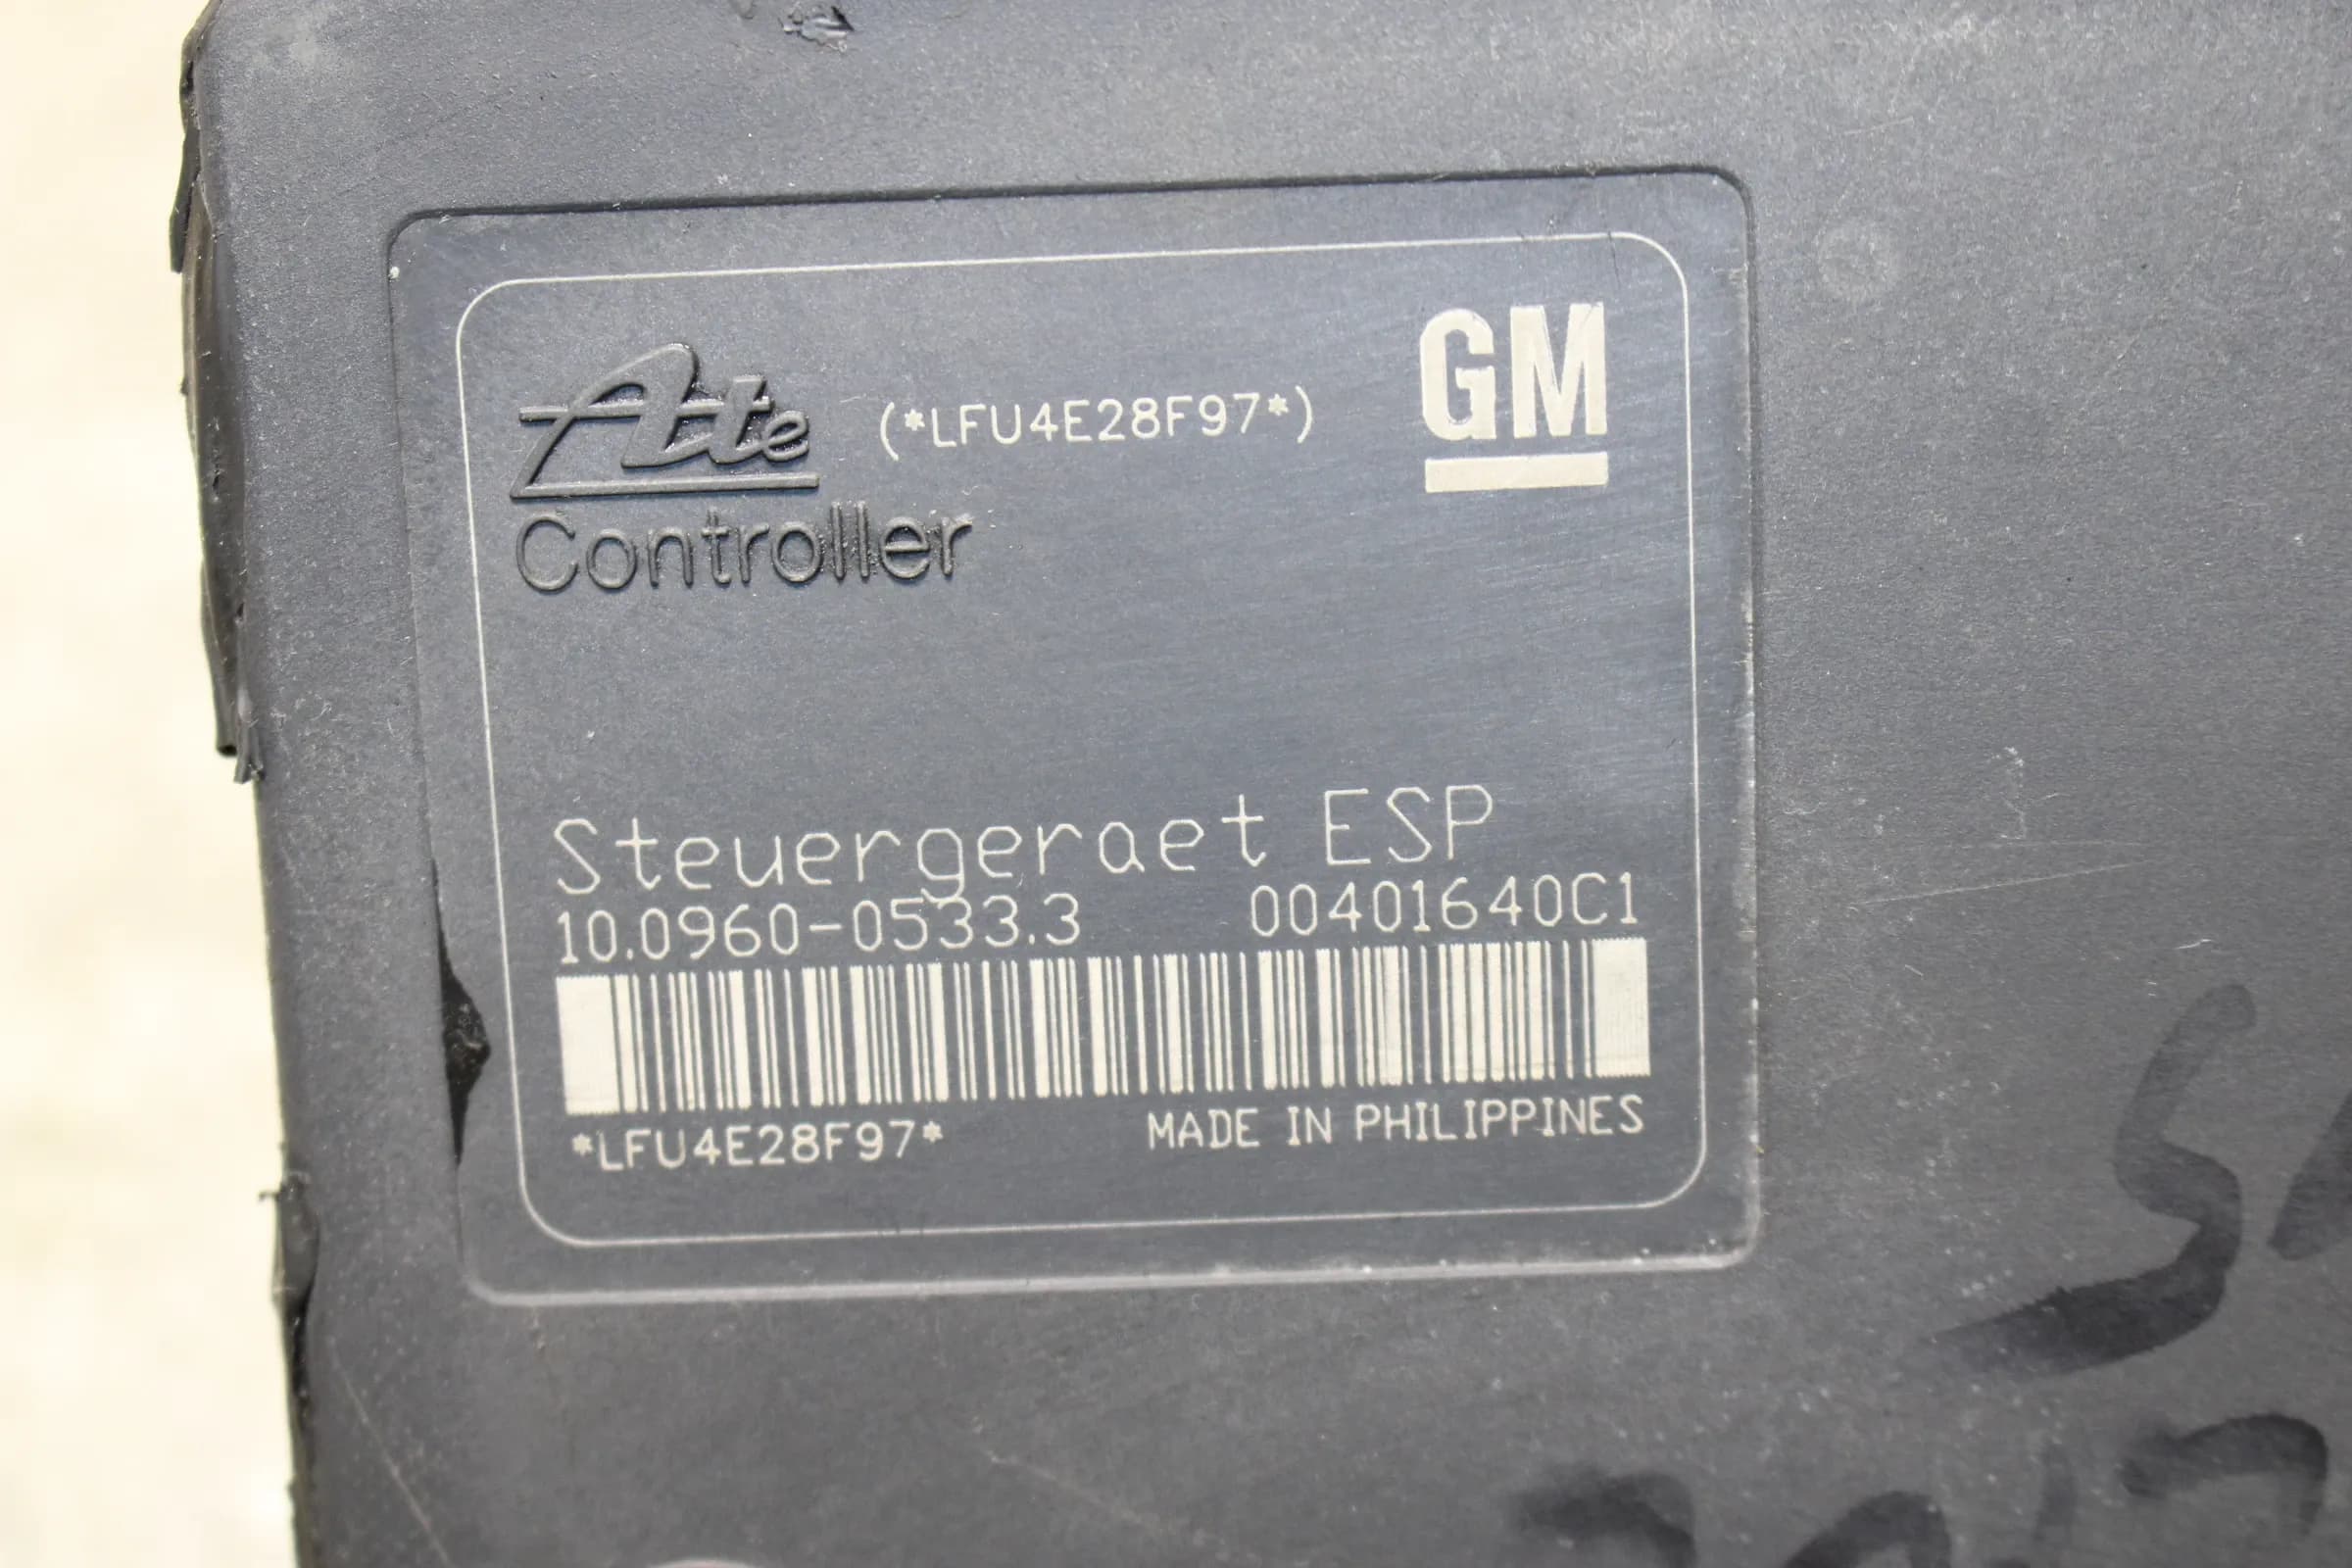 Ate (*LFU4E28F97*) GM
Controller
Steuergeraet ESP
10.0960-0533.3 00401640C1
*LFU4E28F97* MADE IN PHILIPPINES